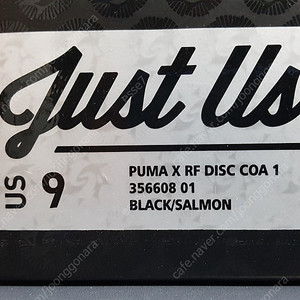 Just Us
US 9
PUMA X RF DISC COA 1
356608 01
BLACK/SALMON
cafe.naver.com/joonggonara